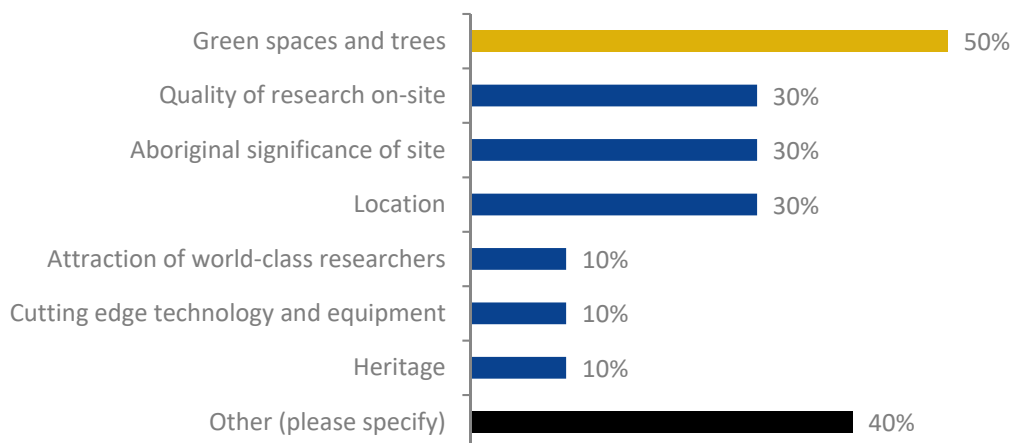 Green spaces and trees 50%
Quality of research on-site 30%
Aboriginal significance of site 30%
Location 30%
Attraction of world-class researchers 10%
Cutting edge technology and equipment 10%
Heritage 10%
Other (please specify) 40%